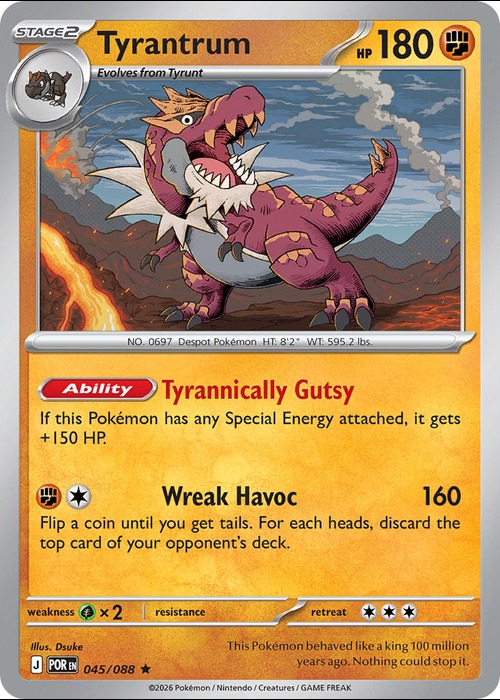 STAGE2
Tyrantrum
HP 180
Evolves from Tyrunt
NO. 0697 Despot Pokémon HT: 8'2" WT: 595.2 lbs.
Ability Tyrannically Gutsy
If this Pokémon has any Special Energy attached, it gets
+150 HP.
Wreak Havoc 160
Flip a coin until you get tails. For each heads, discard the
top card of your opponent's deck.
weakness ×2 resistance retreat
Illus. Dsuke
This Pokémon behaved like a king 100 million
years ago. Nothing could stop it.
J POR EN 045/088 ★
©2026 Pokémon / Nintendo / Creatures / GAME FREAK